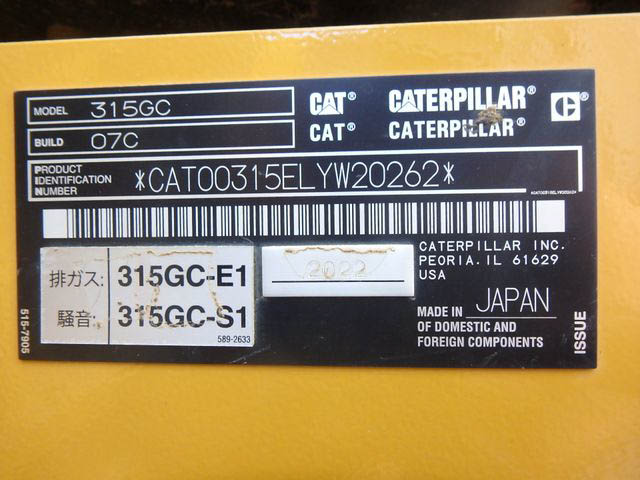 MODEL 315GC
CAT® CATERPILLAR®
BUILD 07C
CAT® CATERPILLAR®
PRODUCT IDENTIFICATION NUMBER *CAT00315ELYW20262*
排ガス: 315GC-E1
騒音: 315GC-S1
589-2633
2022
CATERPILLAR INC.
PEORIA. IL 61629
USA
MADE IN JAPAN
OF DOMESTIC AND
FOREIGN COMPONENTS
ISSUE
515-7905